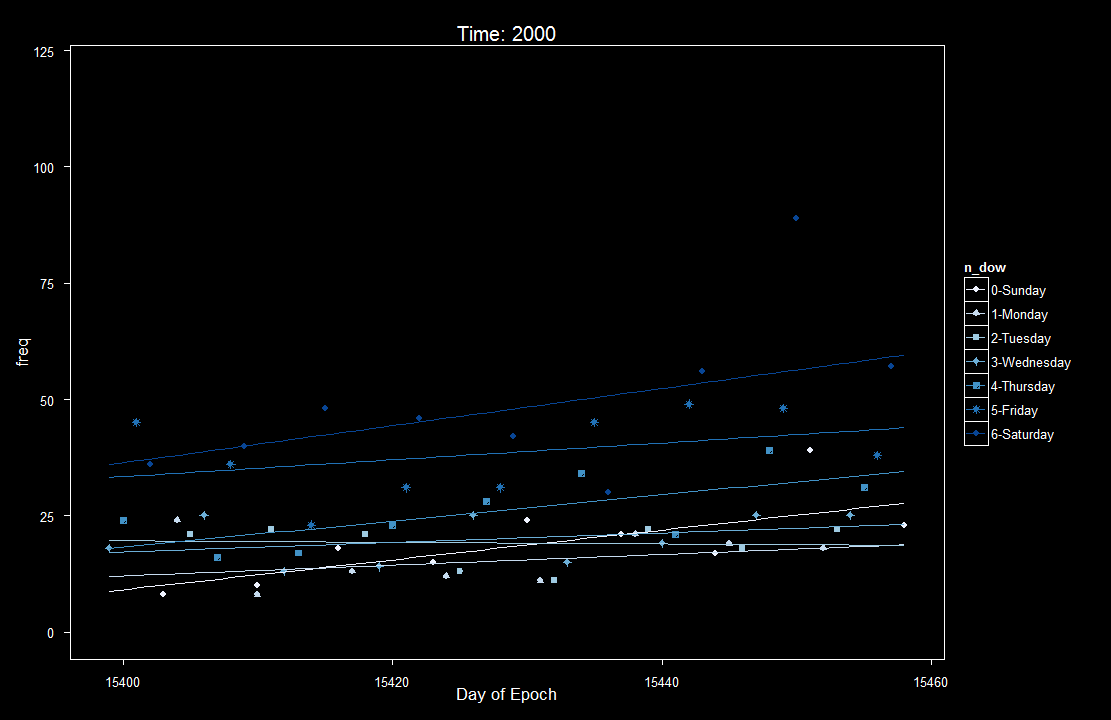 Time: 2000
125
100
75
50
25
0
freq
15400
15420
15440
15460
Day of Epoch
n_dow
0-Sunday
1-Monday
2-Tuesday
3-Wednesday
4-Thursday
5-Friday
6-Saturday